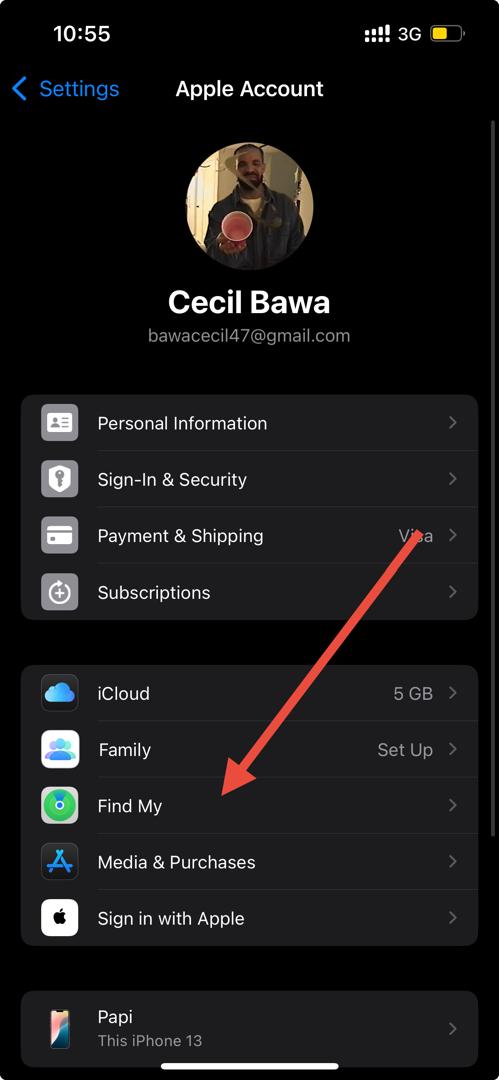 10:55
3G
Settings
Apple Account
Cecil Bawa
bawacecil47@gmail.com
Personal Information
Sign-In & Security
Payment & Shipping Visa
Subscriptions
iCloud 5 GB
Family Set Up
Find My
Media & Purchases
Sign in with Apple
Papi
This iPhone 13